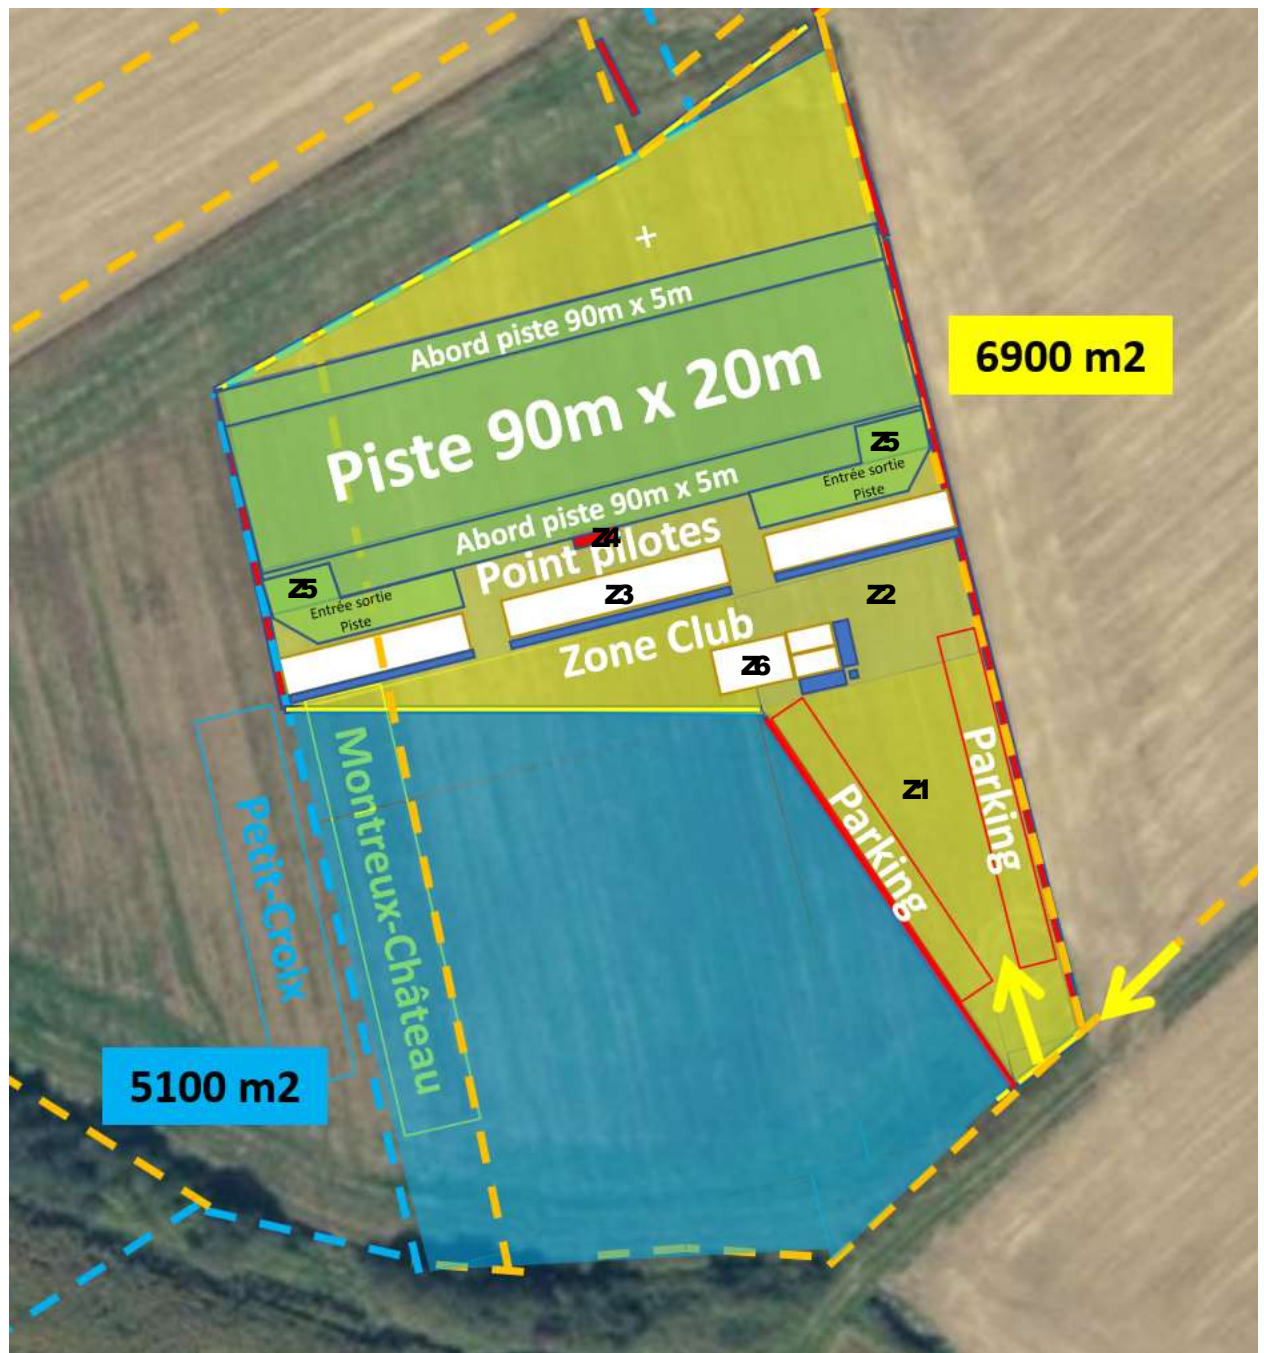 +
Abord piste 90m x 5m
6900 m2
Piste 90m x 20m
Z5
Entrée sortie
Piste
Abord piste 90m x 5m
Z4
Point pilotes
Z5
Entrée sortie
Piste
Z3
Z2
Zone Club
Z6
Montreux-Château
Petit-Croix
Parking
Z1
Parking
5100 m2